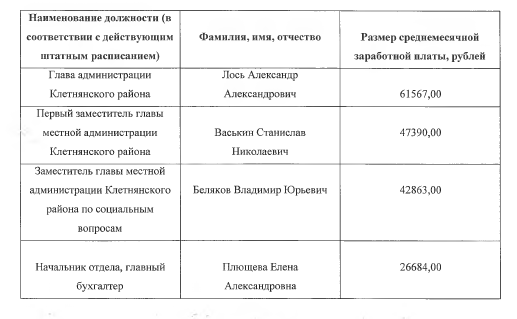 Наименование должности (в
соответствии с действующим
штатным расписанием)
Фамилия, имя, отчество
Размер среднемесячной
заработной платы, рублей
Глава администрации
Клетнянского района
Лось Александр
Александрович
61567,00
Первый заместитель главы
местной администрации
Клетнянского района
Васькин Станислав
Николаевич
47390,00
Заместитель главы местной
администрации Клетнянского
района по социальным
вопросам
Беляков Владимир Юрьевич
42863,00
Начальник отдела, главный
бухгалтер
Плющева Елена
Александровна
26684,00